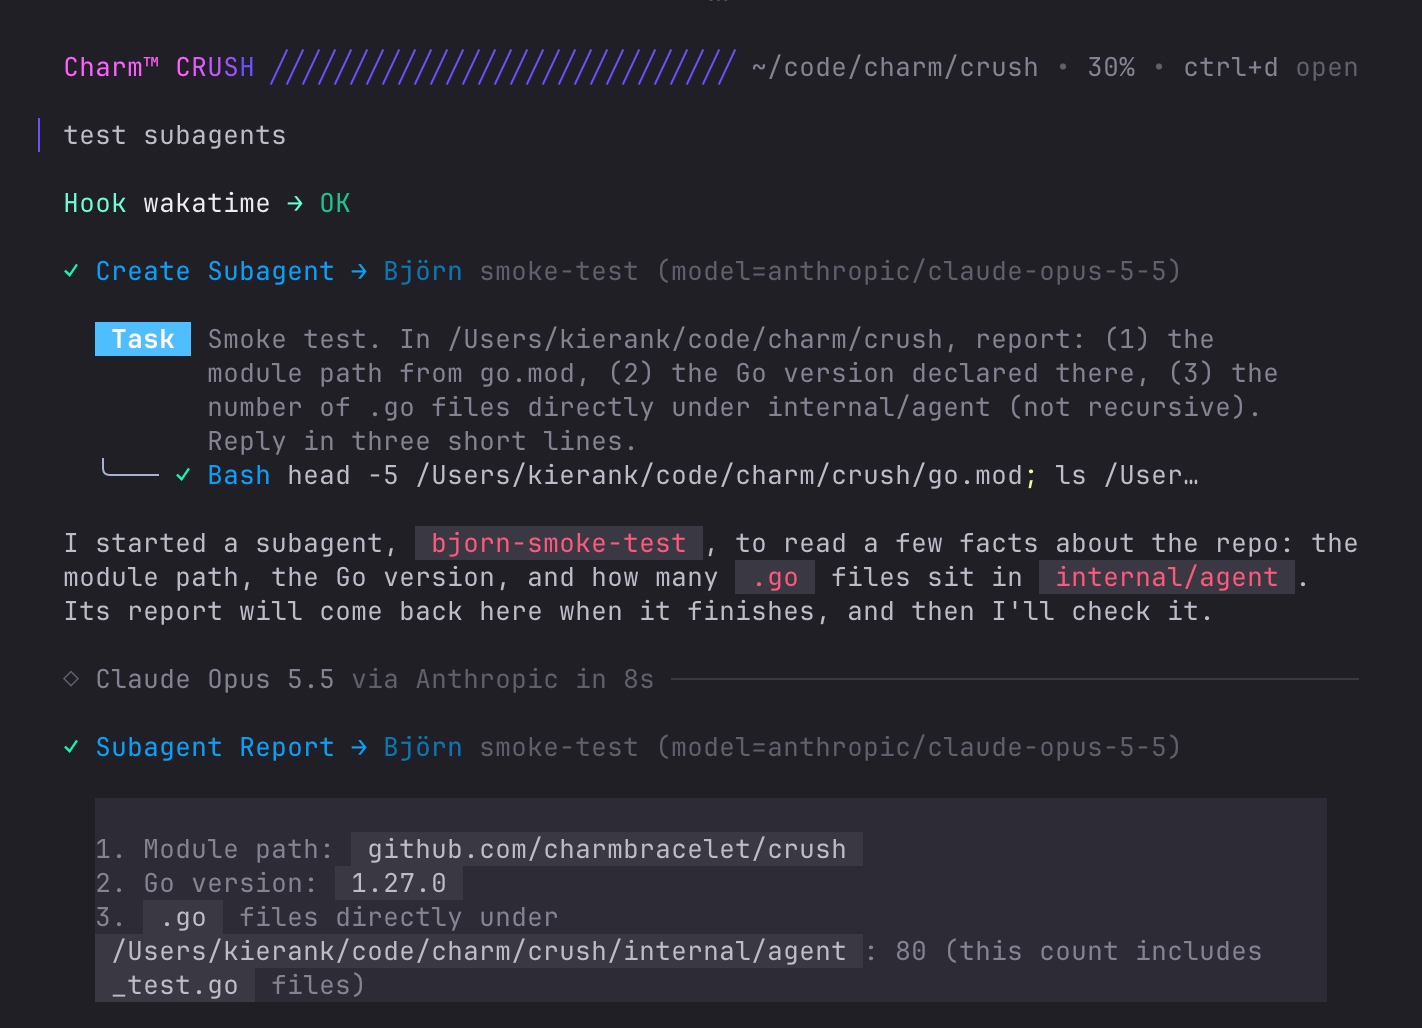 Charm™ CRUSH ~/code/charm/crush • 30% • ctrl+d open
test subagents
Hook wakatime → OK
✓ Create Subagent → Björn smoke-test (model=anthropic/claude-opus-5-5)
Task Smoke test. In /Users/kierank/code/charm/crush, report: (1) the
module path from go.mod, (2) the Go version declared there, (3) the
number of .go files directly under internal/agent (not recursive).
Reply in three short lines.
✓ Bash head -5 /Users/kierank/code/charm/crush/go.mod; ls /User…
I started a subagent, bjorn-smoke-test , to read a few facts about the repo: the
module path, the Go version, and how many .go files sit in internal/agent .
Its report will come back here when it finishes, and then I'll check it.
◇ Claude Opus 5.5 via Anthropic in 8s
✓ Subagent Report → Björn smoke-test (model=anthropic/claude-opus-5-5)
1. Module path: github.com/charmbracelet/crush
2. Go version: 1.27.0
3. .go files directly under
/Users/kierank/code/charm/crush/internal/agent : 80 (this count includes
_test.go files)